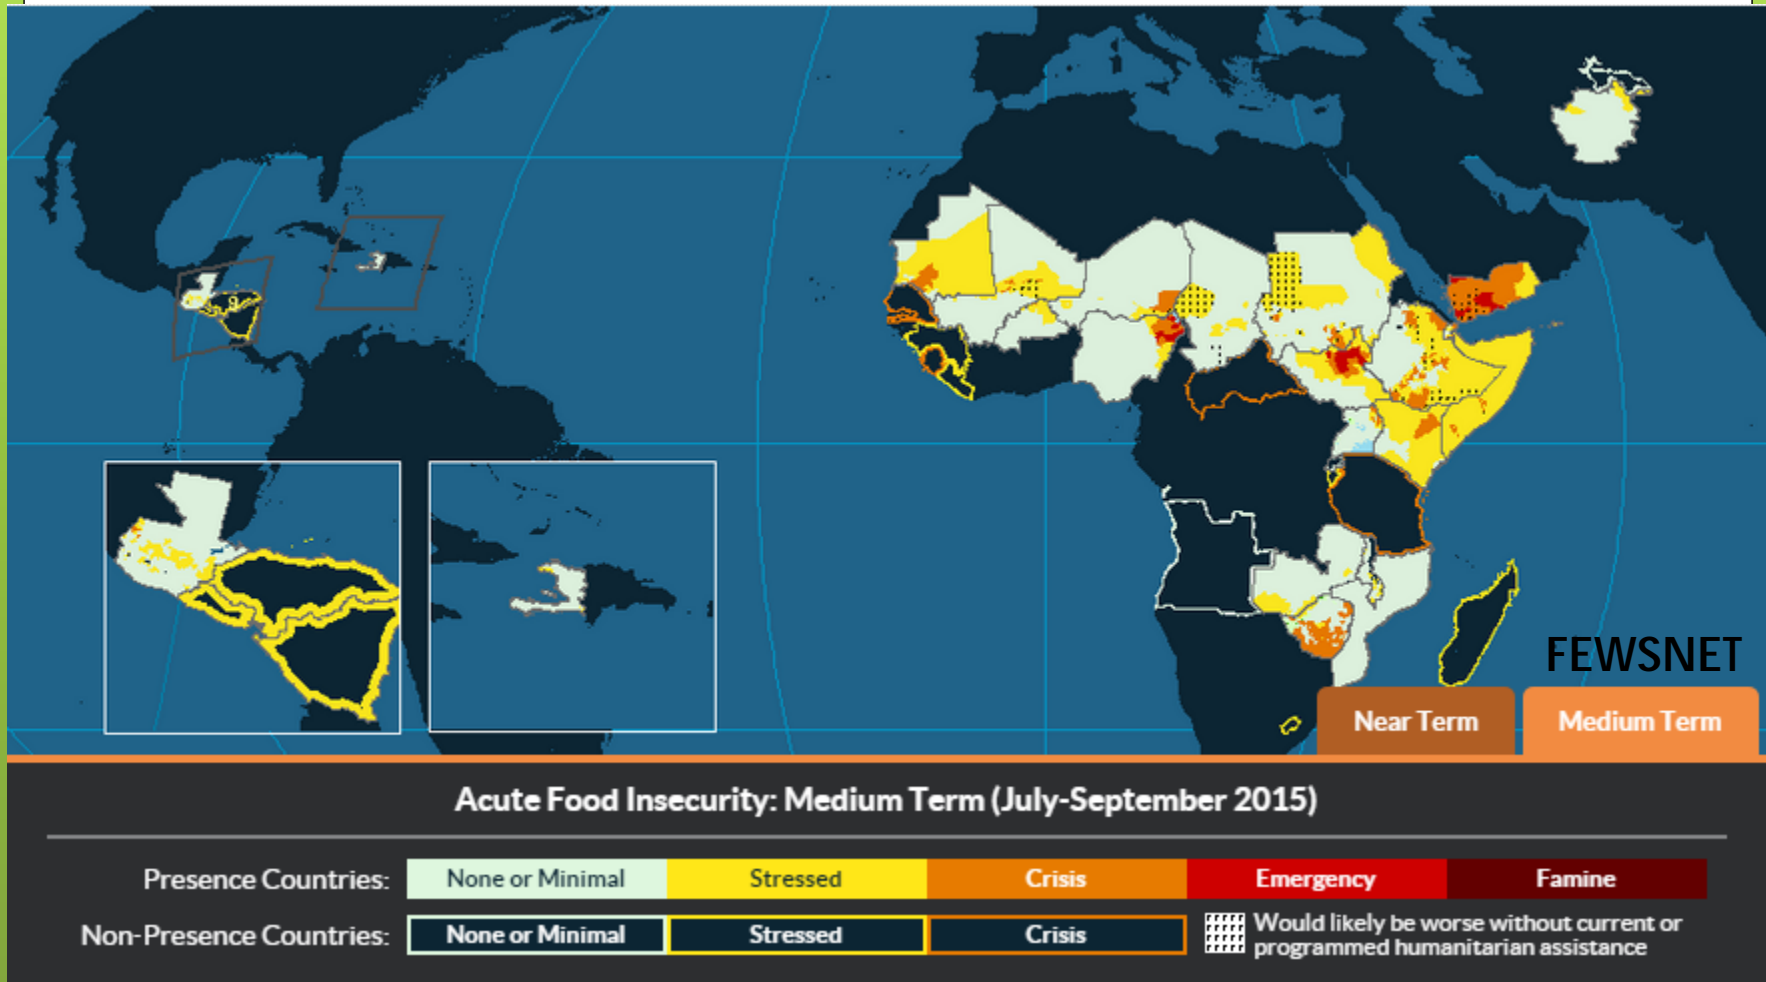 FEWSNET
Near Term
Medium Term
Acute Food Insecurity: Medium Term (July-September 2015)
Presence Countries:
None or Minimal
Stressed
Crisis
Emergency
Famine
Non-Presence Countries:
None or Minimal
Stressed
Crisis
Would likely be worse without current or
programmed humanitarian assistance